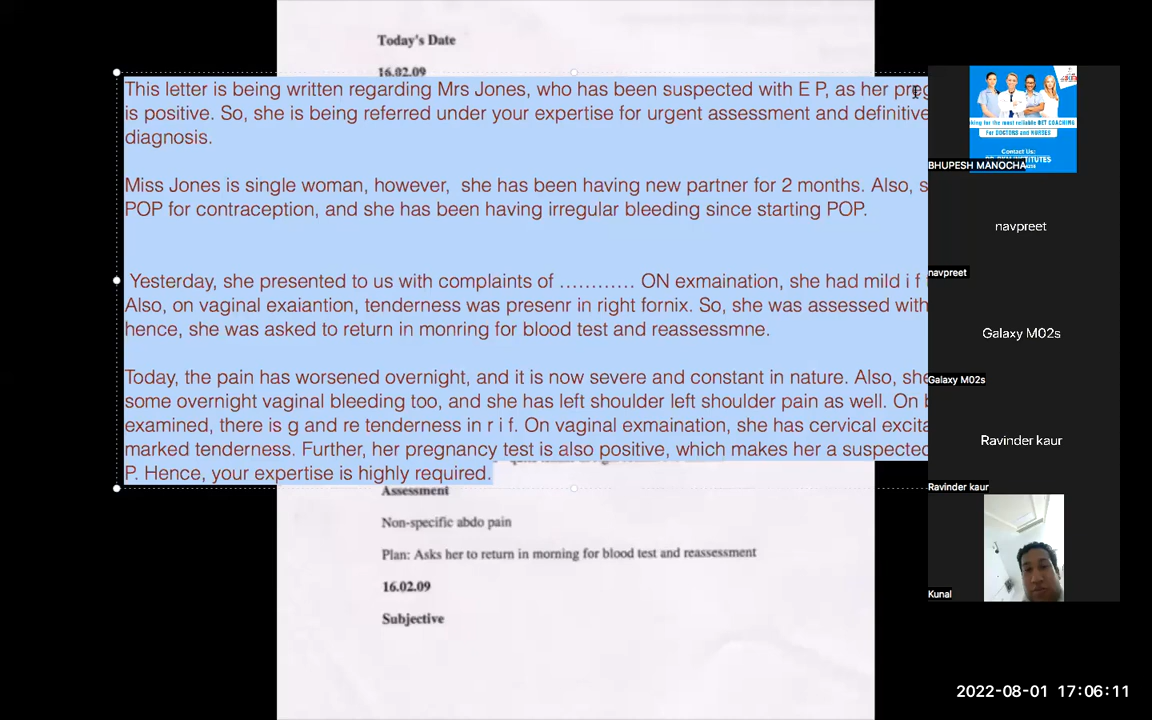 Today's Date
16.02.09
This letter is being written regarding Mrs Jones, who has been suspected with E P, as her
is positive. So, she is being referred under your expertise for urgent assessment and definitive
diagnosis.
Miss Jones is single woman, however, she has been having new partner for 2 months. Also,
POP for contraception, and she has been having irregular bleeding since starting POP.
Yesterday, she presented to us with complaints of ............ ON exmaination, she had mild i f
Also, on vaginal exaiantion, tenderness was presenr in right fornix. So, she was assessed with
hence, she was asked to return in monring for blood test and reassessmne.
Today, the pain has worsened overnight, and it is now severe and constant in nature. Also,
some overnight vaginal bleeding too, and she has left shoulder left shoulder pain as well. On
examined, there is g and re tenderness in r i f. On vaginal exmaination, she has cervical
marked tenderness. Further, her pregnancy test is also positive, which makes her a suspected
P. Hence, your expertise is highly required.
Assessment
Non-specific abdo pain
Plan: Asks her to return in morning for blood test and reassessment
16.02.09
Subjective
For DOCTORS and NURSES
Contact Us:
BHUPESH MANOCHA
navpreet
navpreet
Galaxy M02s
Galaxy M02s
Ravinder kaur
Ravinder kaur
Kunal
2022-08-01 17:06:11